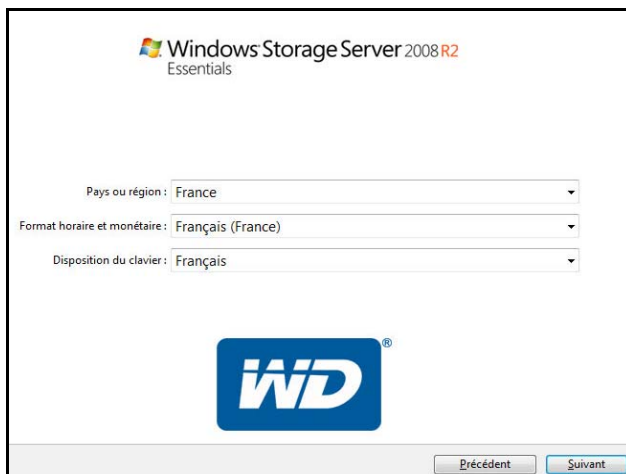 Windows Storage Server 2008 R2
Essentials
Pays ou région : France
Format horaire et monétaire : Français (France)
Disposition du clavier : Français
WD®
Précédent Suivant